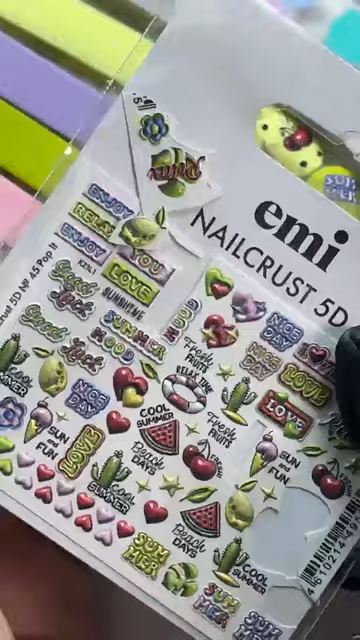 emi
NAILCRUST 5D
ENJOY
RELAX
ENJOY
YOU
LOVE
SUNSHINE
Good
Luck
SUMMER
MOOD
Good
Luck
NICE
DAY
Fresh
FRUITS
NICE
DAY
NICE
DAY
LOVE
RELAX TIME
LOVE
COOL
SUMMER
Fresh
FRUITS
SUN
and
FUN
LOVE
BEACH
DAYS
SUN
and
FUN
Cool
SUMMER
Beach
DAYS
SUM
MER
COOL
SUMMER
SUM
MER